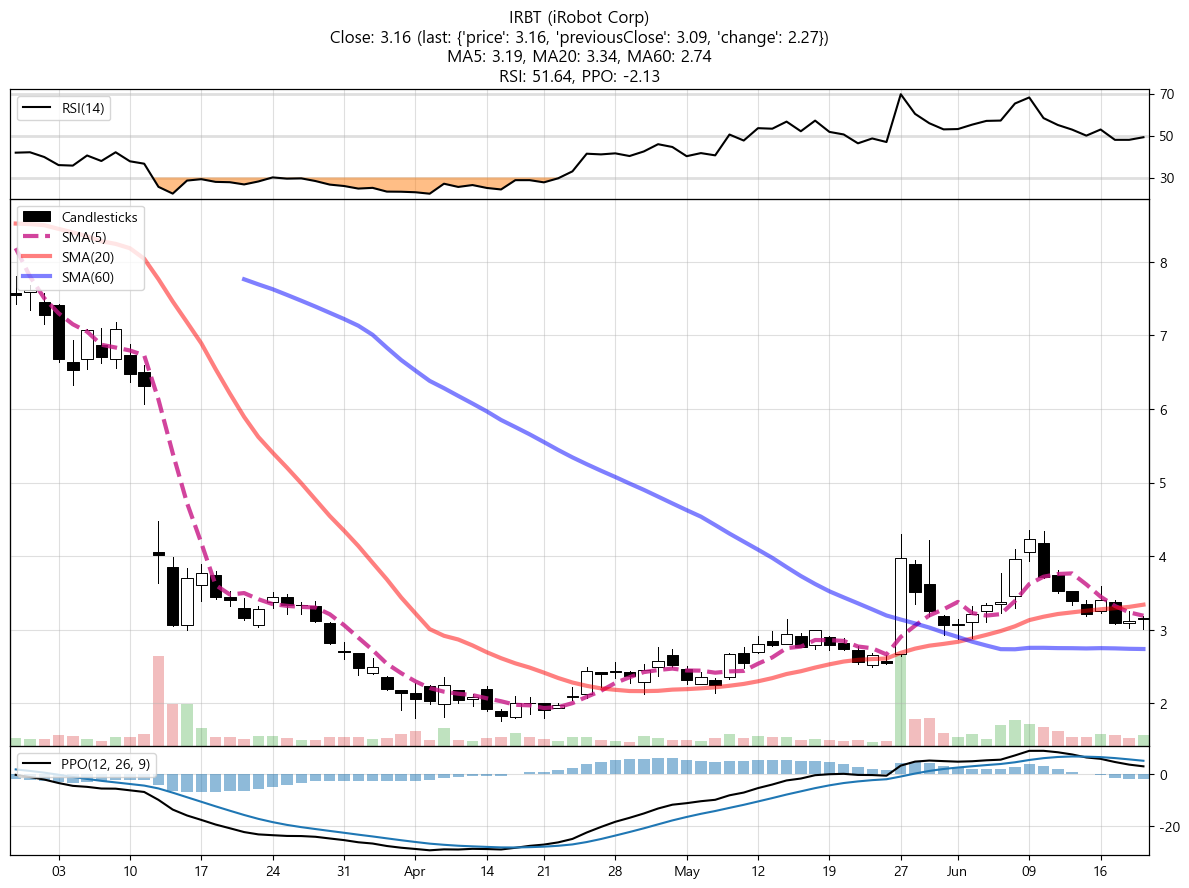 IRBT (iRobot Corp)
Close: 3.16 (last: {'price': 3.16, 'previousClose': 3.09, 'change': 2.27})
MA5: 3.19, MA20: 3.34, MA60: 2.74
RSI: 51.64, PPO: -2.13
RSI(14)
70
50
30
Candlesticks
SMA(5)
SMA(20)
SMA(60)
8
7
6
5
4
3
2
PPO(12, 26, 9)
0
-20
03 10 17 24 31 Apr 14 21 28 May 12 19 27 Jun 09 16